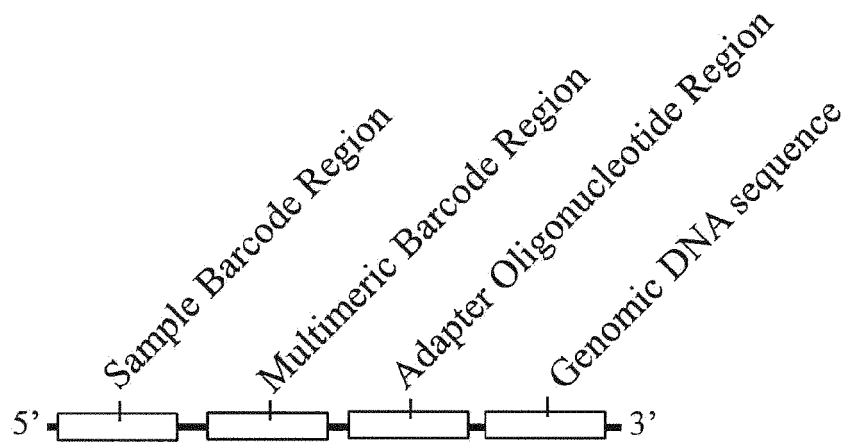 Sample Barcode Region
Multimeric Barcode Region
Adapter Oligonucleotide Region
Genomic DNA sequence
5’ 3’